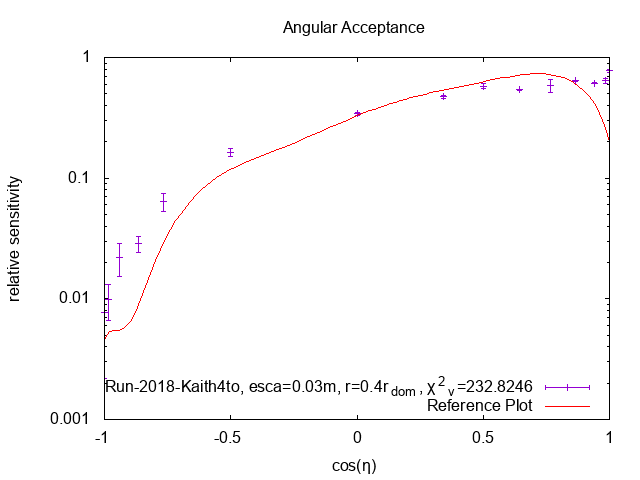 Angular Acceptance
1
0.1
0.01
0.001
relative sensitivity
Run-2018-Kaith4to, esca=0.03m, r=0.4r_dom, χ²_v=232.8246
Reference Plot
-1 -0.5 0 0.5 1
cos(η)